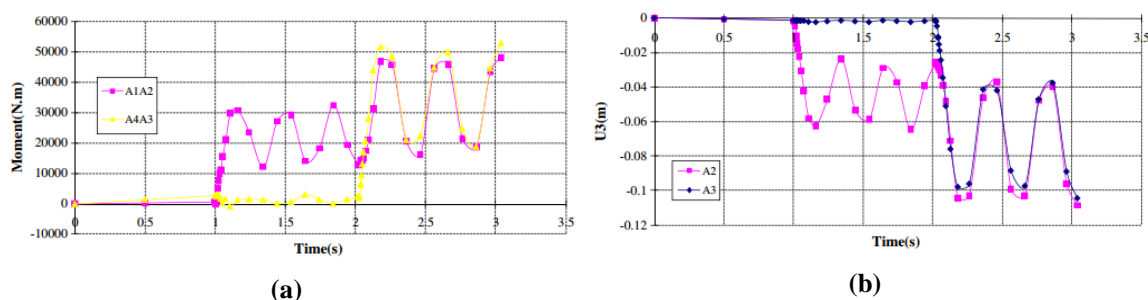 60000
50000
40000
30000
20000
10000
0
-10000
Moment(N.m)
A1A2
A4A3
0 0.5 1 1.5 2 2.5 3 3.5
Time(s)
(a)
0
-0.02
-0.04
-0.06
-0.08
-0.1
-0.12
U3(m)
0 0.5 1 1.5 2 2.5 3 3.5
A2
A3
Time(s)
(b)